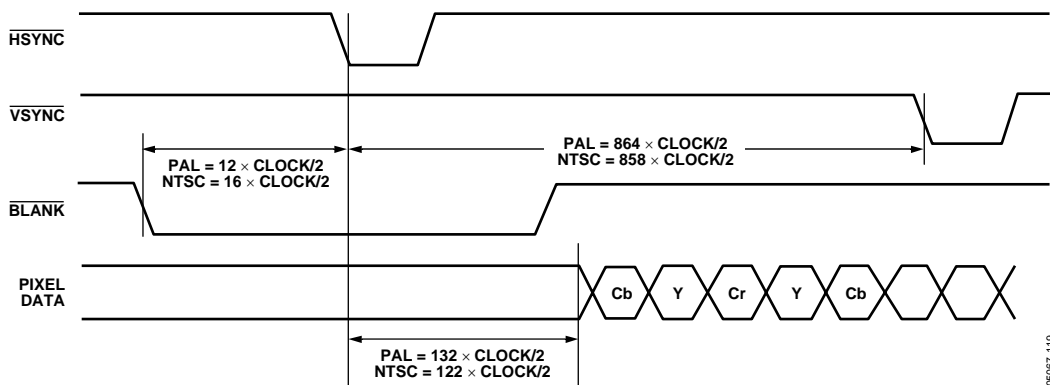 HSYNC
VSYNC
PAL = 864 × CLOCK/2
NTSC = 858 × CLOCK/2
PAL = 12 × CLOCK/2
NTSC = 16 × CLOCK/2
BLANK
PIXEL
DATA
Cb Y Cr Y Cb
PAL = 132 × CLOCK/2
NTSC = 122 × CLOCK/2